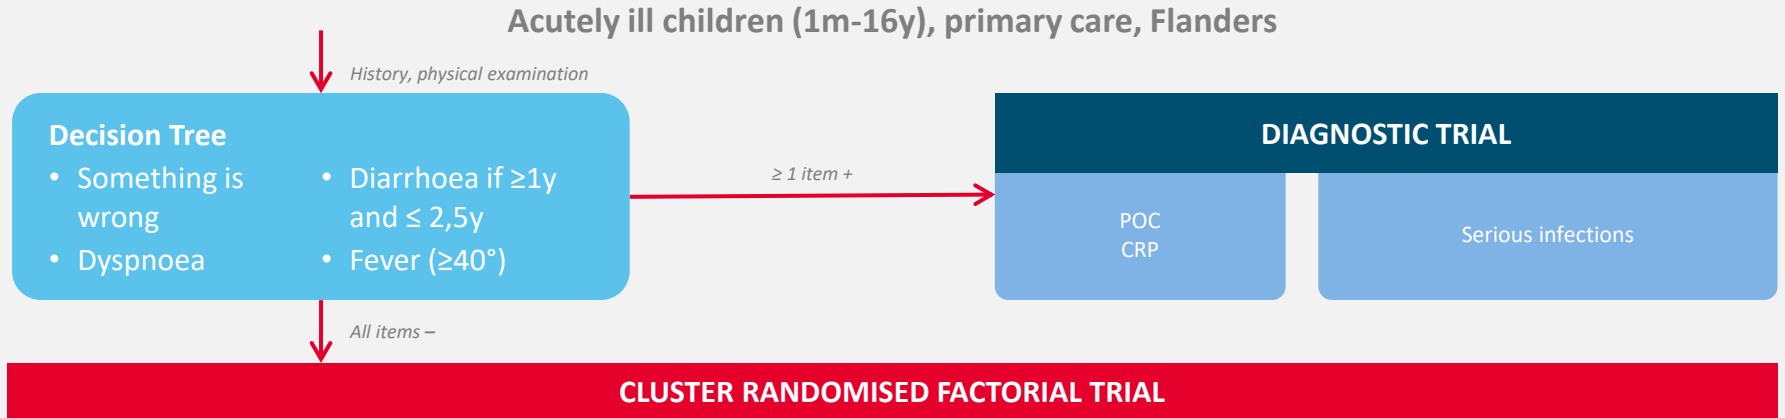 Acutely ill children (1m-16y), primary care, Flanders
History, physical examination
Decision Tree
• Something is
wrong
• Dyspnoea
• Diarrhoea if ≥1y
and ≤ 2,5y
• Fever (≥40°)
≥ 1 item +
DIAGNOSTIC TRIAL
POC
CRP
Serious infections
All items –
CLUSTER RANDOMISED FACTORIAL TRIAL